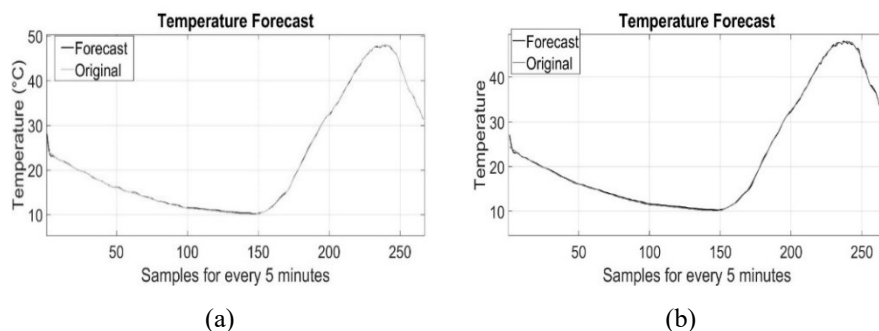 Temperature Forecast
Forecast
Original
Temperature (°C)
50
40
30
20
10
50
100
150
200
250
Samples for every 5 minutes
(a)
Temperature Forecast
Forecast
Original
Temperature
40
30
20
10
50
100
150
200
250
Samples for every 5 minutes
(b)